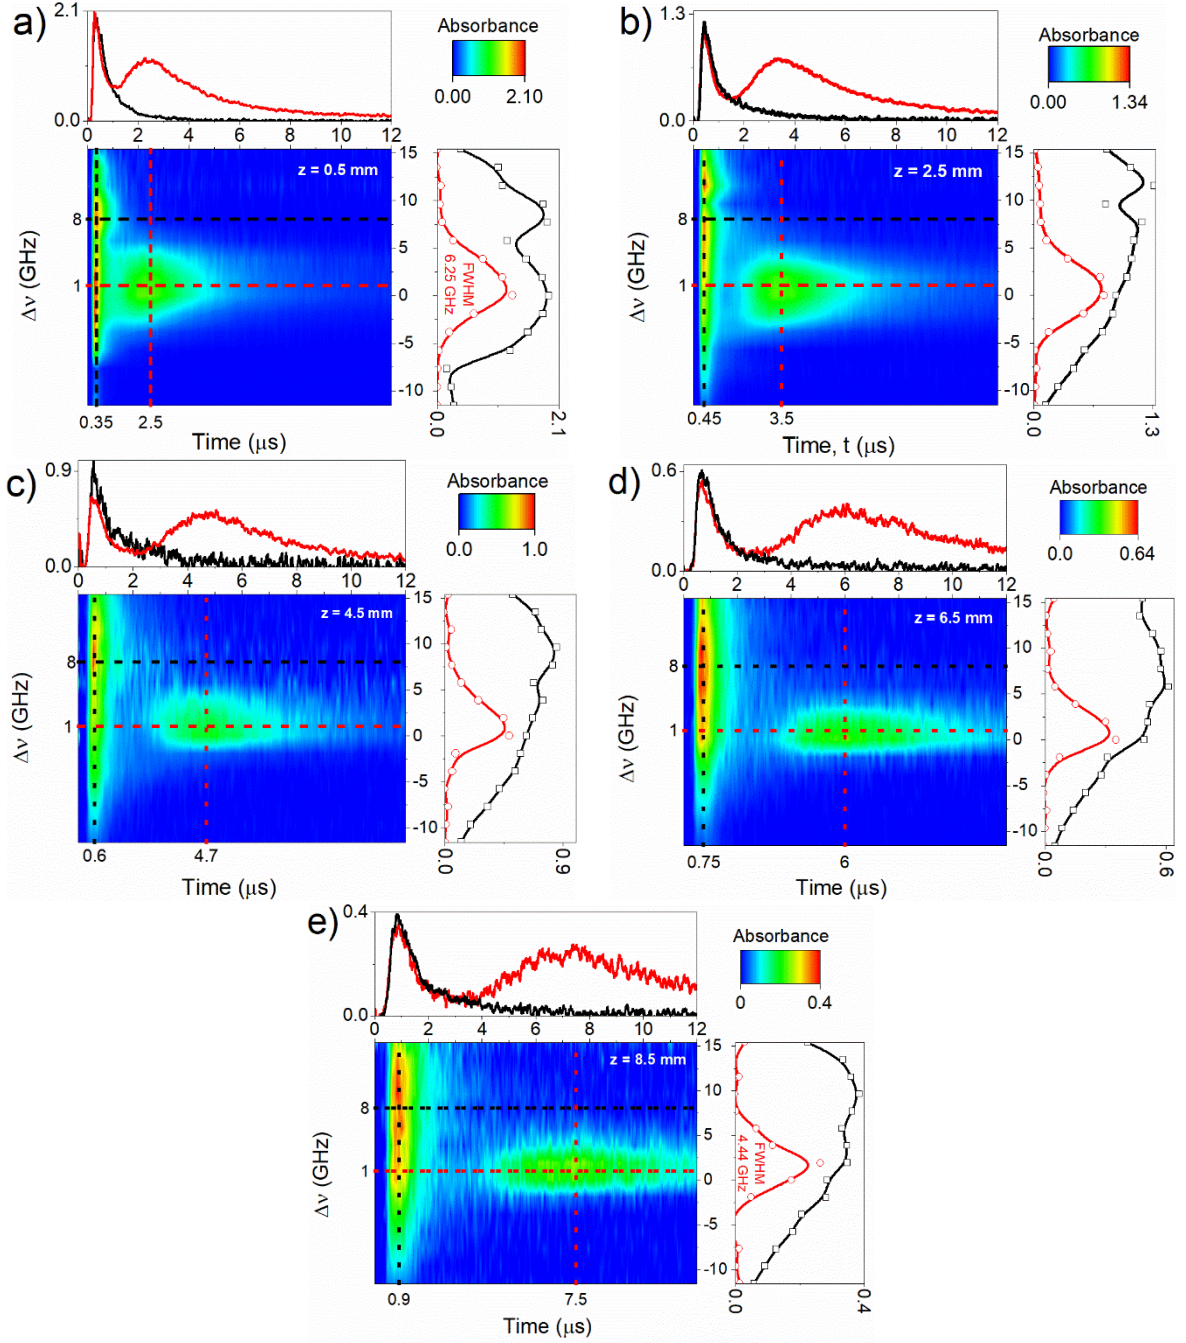 a)
2.1
0.0
0 2 4 6 8 10 12
Absorbance
0.00 2.10
z = 0.5 mm
8
1
Δν (GHz)
0.35 2.5
Time (μs)
15
10
5
0
-5
-10
FWHM
6.25 GHz
0.0 2.1
b)
1.3
0.0
0 2 4 6 8 10 12
Absorbance
0.00 1.34
z = 2.5 mm
8
1
Δν (GHz)
0.45 3.5
Time, t (μs)
15
10
5
0
-5
-10
0.0 1.3
c)
0.9
0.0
0 2 4 6 8 10 12
Absorbance
0.0 1.0
z = 4.5 mm
8
1
Δν (GHz)
0.6 4.7
Time (μs)
15
10
5
0
-5
-10
0.0 0.9
d)
0.6
0.0
0 2 4 6 8 10 12
Absorbance
0.0 0.64
z = 6.5 mm
8
1
Δν (GHz)
0.75 6
Time (μs)
15
10
5
0
-5
-10
0.0 0.6
e)
0.4
0.0
0 2 4 6 8 10 12
Absorbance
0 0.4
z = 8.5 mm
8
1
Δν (GHz)
0.9 7.5
Time (μs)
15
10
5
0
-5
-10
FWHM
4.44 GHz
0.0 0.4